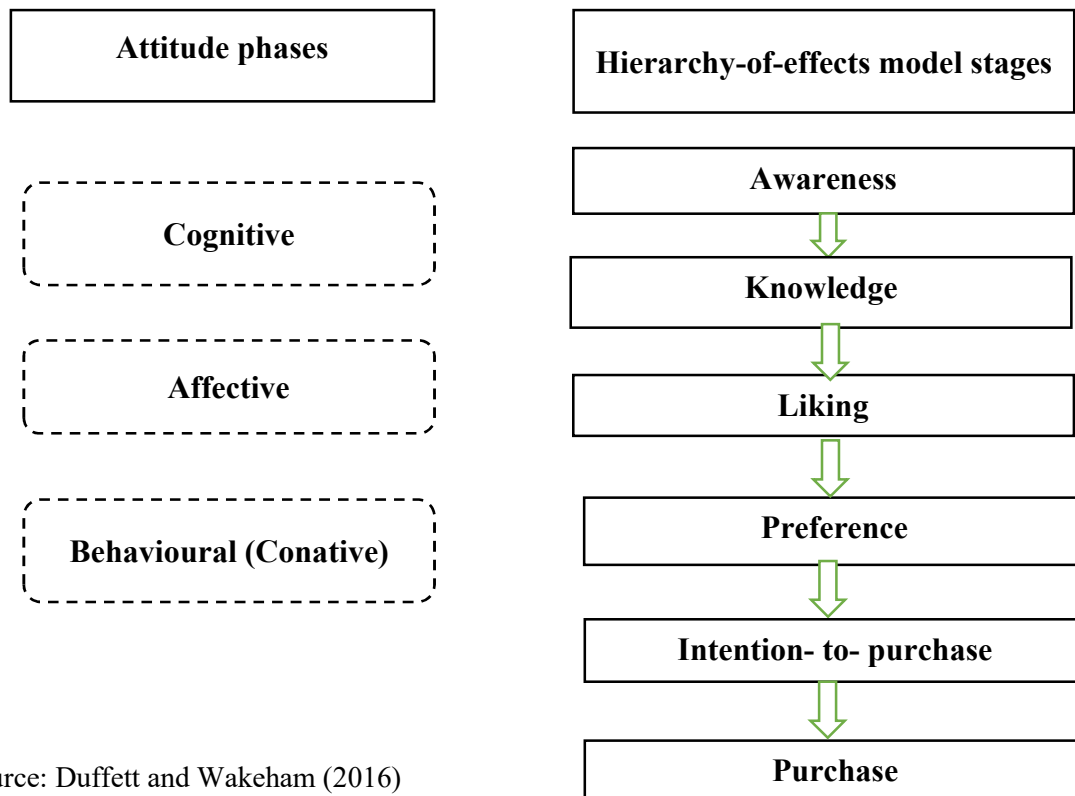 Attitude phases
Hierarchy-of-effects model stages
Cognitive
Affective
Behavioural (Conative)
Awareness
Knowledge
Liking
Preference
Intention- to- purchase
Purchase
urce: Duffett and Wakeham (2016)